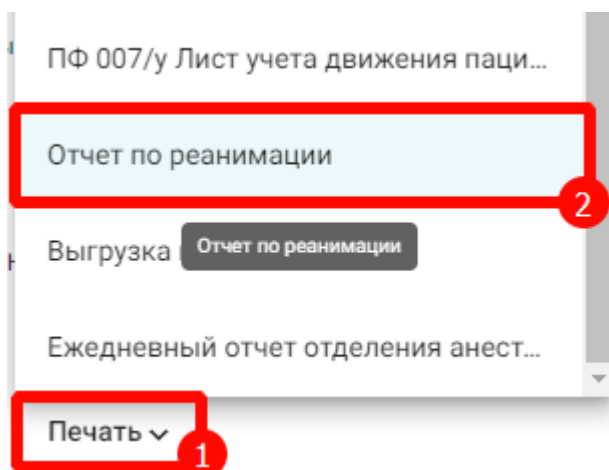 ПФ 007/у Лист учета движения паци...
Отчет по реанимации
2
Выгрузка
Отчет по реанимации
Ежедневный отчет отделения анест...
Печать
1